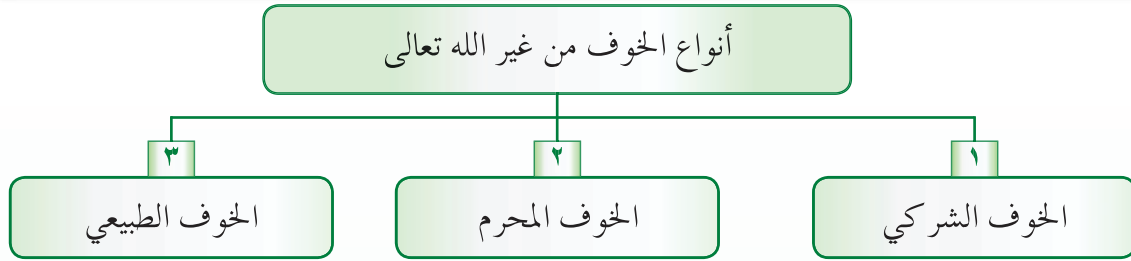 أنواع الخوف من غير الله تعالى
١
٢
٣
الخوف الشركي
الخوف المحرم
الخوف الطبيعي